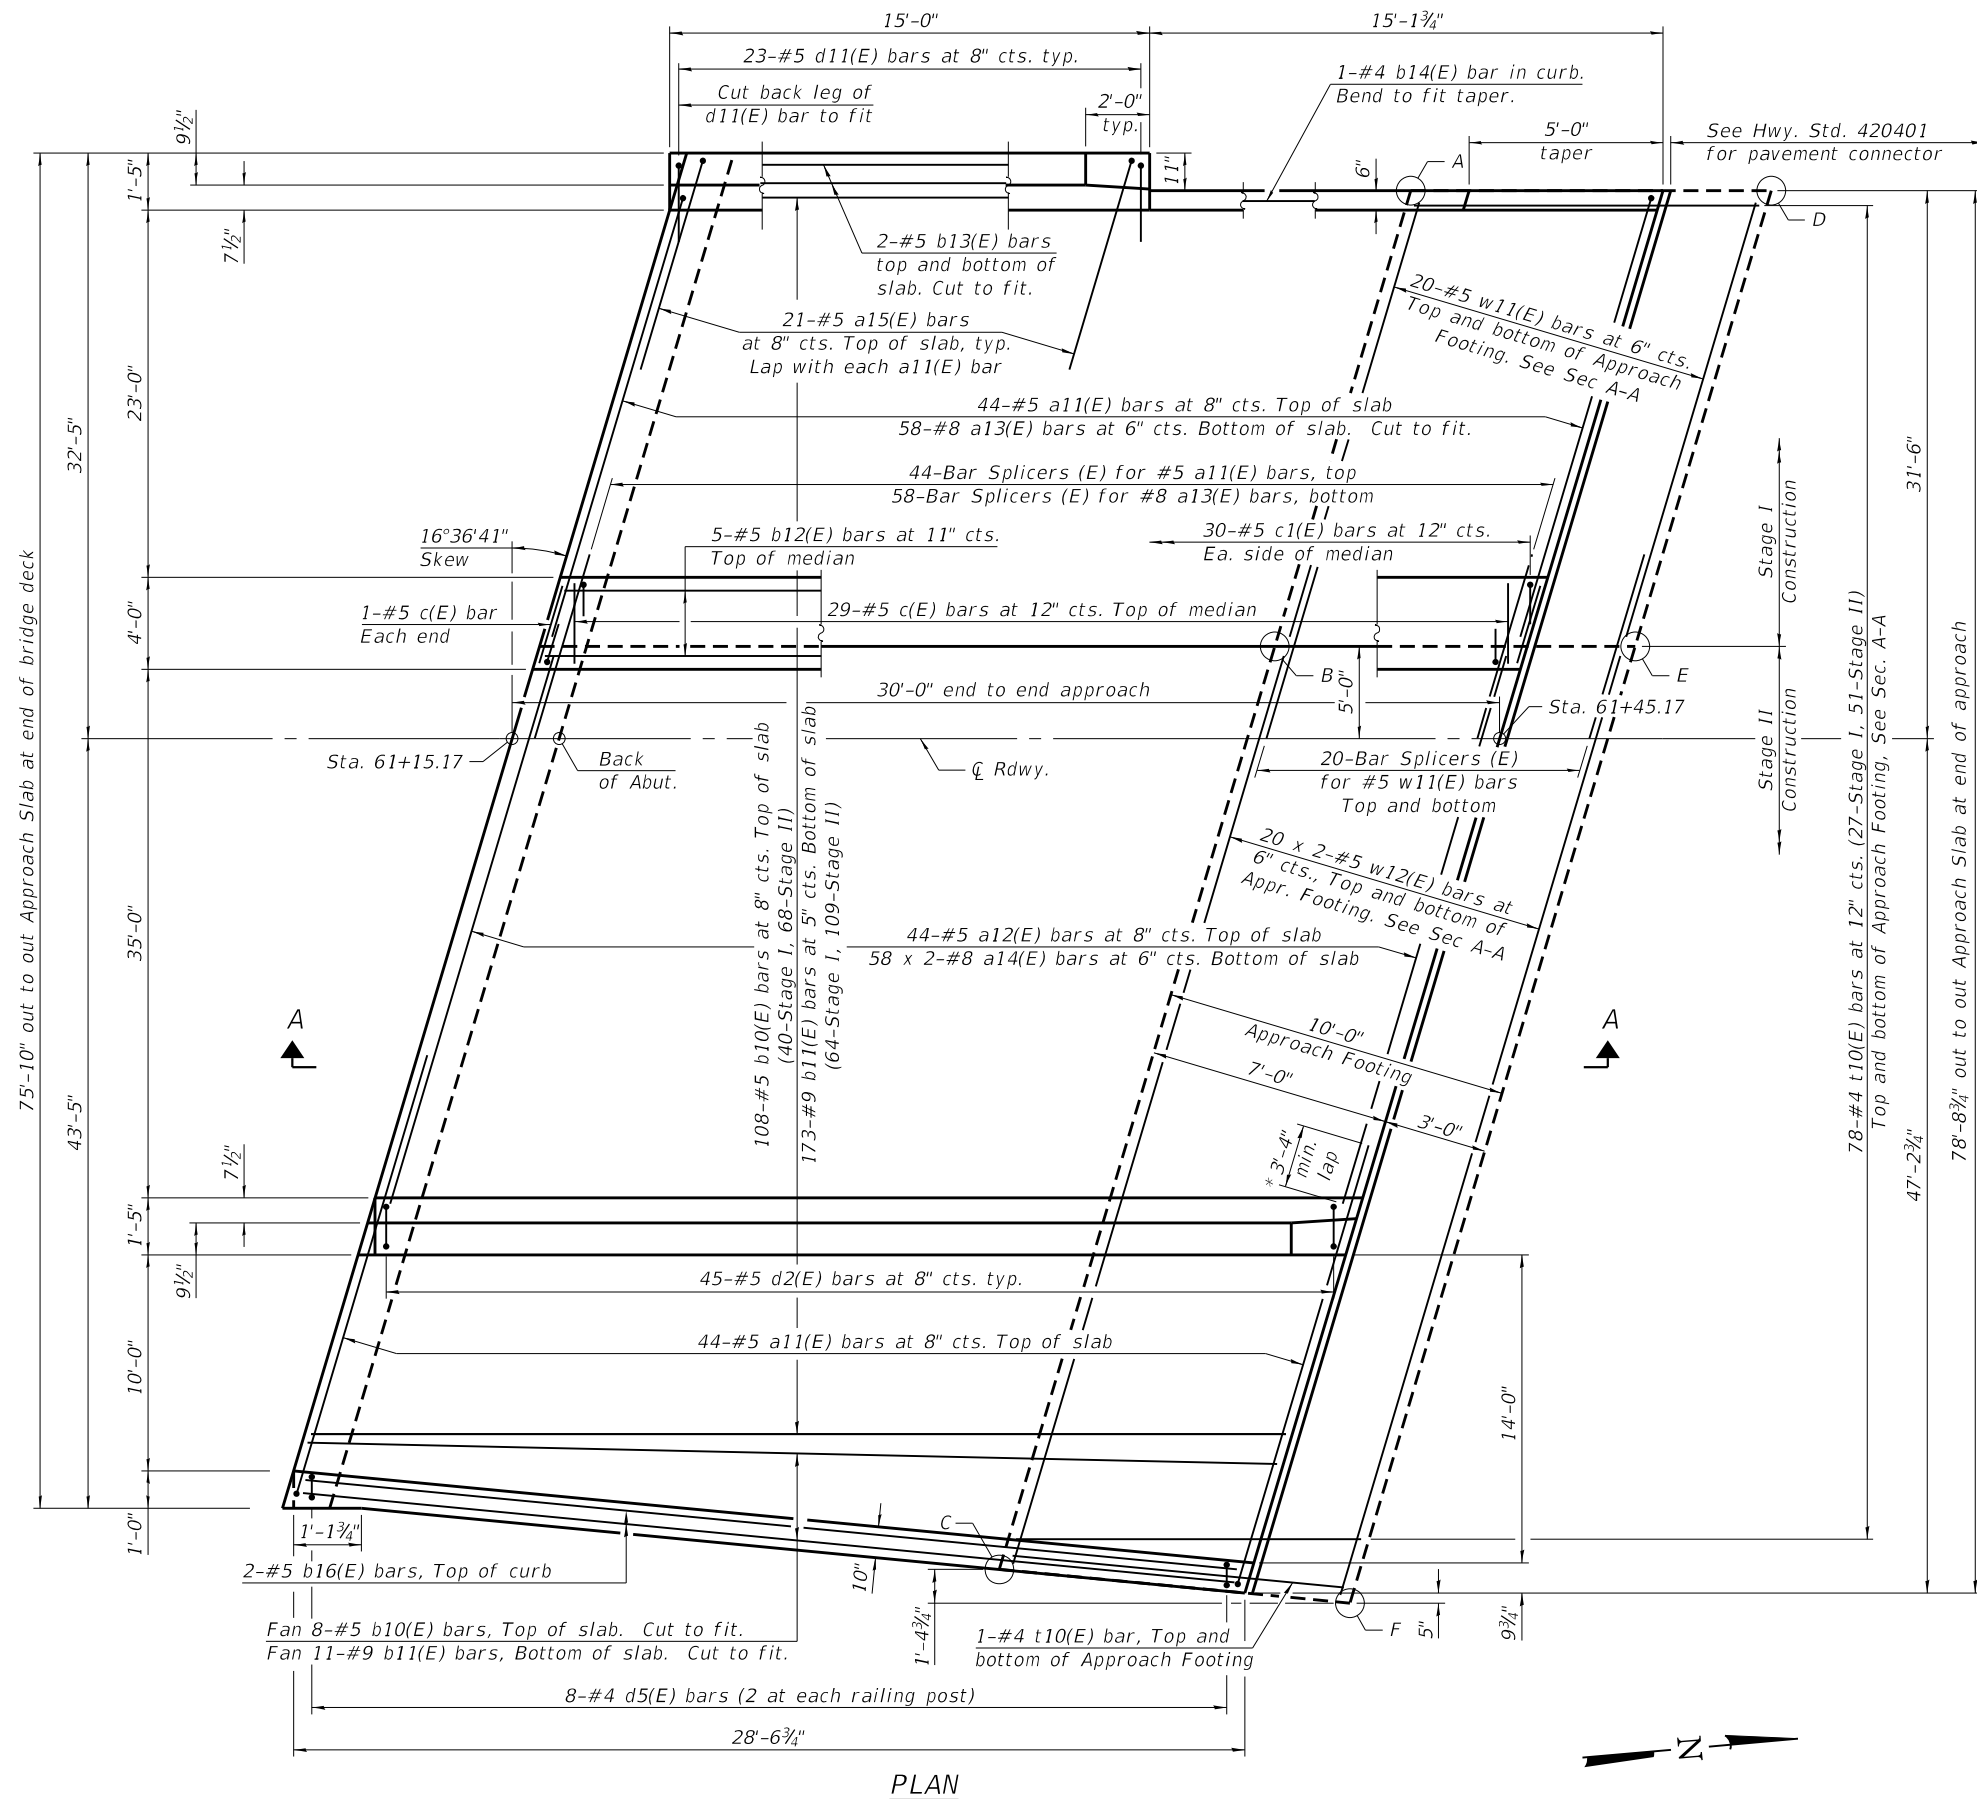 15'-0"
15'-1¾"
23-#5 d11(E) bars at 8" cts. typ.
1-#4 b14(E) bar in curb.
Bend to fit taper.
Cut back leg of
d11(E) bar to fit
2'-0"
typ.
5'-0"
taper
See Hwy. Std. 420401
for pavement connector
9½"
1'-5"
7½"
11"
6"
A
D
2-#5 b13(E) bars
top and bottom of
slab. Cut to fit.
21-#5 a15(E) bars
at 8" cts. Top of slab, typ.
Lap with each a11(E) bar
20-#5 w11(E) bars at 6" cts.
Top and bottom of Approach
Footing. See Sec A-A
23'-0"
32'-5"
31'-6"
44-#5 a11(E) bars at 8" cts. Top of slab
58-#8 a13(E) bars at 6" cts. Bottom of slab. Cut to fit.
44-Bar Splicers (E) for #5 a11(E) bars, top
58-Bar Splicers (E) for #8 a13(E) bars, bottom
16°36'41"
Skew
5-#5 b12(E) bars at 11" cts.
Top of median
30-#5 c1(E) bars at 12" cts.
Ea. side of median
Stage I
Construction
1-#5 c(E) bar
Each end
4'-0"
29-#5 c(E) bars at 12" cts. Top of median
B
E
30'-0" end to end approach
5'-0"
Sta. 61+45.17
Stage II
Construction
Sta. 61+15.17
Back
of Abut.
℄ Rdwy.
20-Bar Splicers (E)
for #5 w11(E) bars
Top and bottom
75'-10" out to out Approach Slab at end of bridge deck
108-#5 b10(E) bars at 8" cts. Top of slab
(40-Stage I, 68-Stage II)
173-#9 b11(E) bars at 5" cts. Bottom of slab
(64-Stage I, 109-Stage II)
78-#4 t10(E) bars at 12" cts. (27-Stage I, 51-Stage II)
Top and bottom of Approach Footing, See Sec. A-A
78'-8¾" out to out Approach Slab at end of approach
20 x 2-#5 w12(E) bars at
6" cts., Top and bottom of
Appr. Footing. See Sec A-A
35'-0"
44-#5 a12(E) bars at 8" cts. Top of slab
58 x 2-#8 a14(E) bars at 6" cts. Bottom of slab
A
A
10'-0"
Approach Footing
7'-0"
3'-0"
43'-5"
47'-2¾"
* 3'-4"
min.
lap
7½"
1'-5"
9½"
45-#5 d2(E) bars at 8" cts. typ.
44-#5 a11(E) bars at 8" cts. Top of slab
10'-0"
14'-0"
1'-0"
1'-1¾"
C
10"
2-#5 b16(E) bars, Top of curb
Fan 8-#5 b10(E) bars, Top of slab. Cut to fit.
Fan 11-#9 b11(E) bars, Bottom of slab. Cut to fit.
1'-4¾"
1-#4 t10(E) bar, Top and
bottom of Approach Footing
F
5"
9¾"
8-#4 d5(E) bars (2 at each railing post)
28'-6¾"
N
PLAN